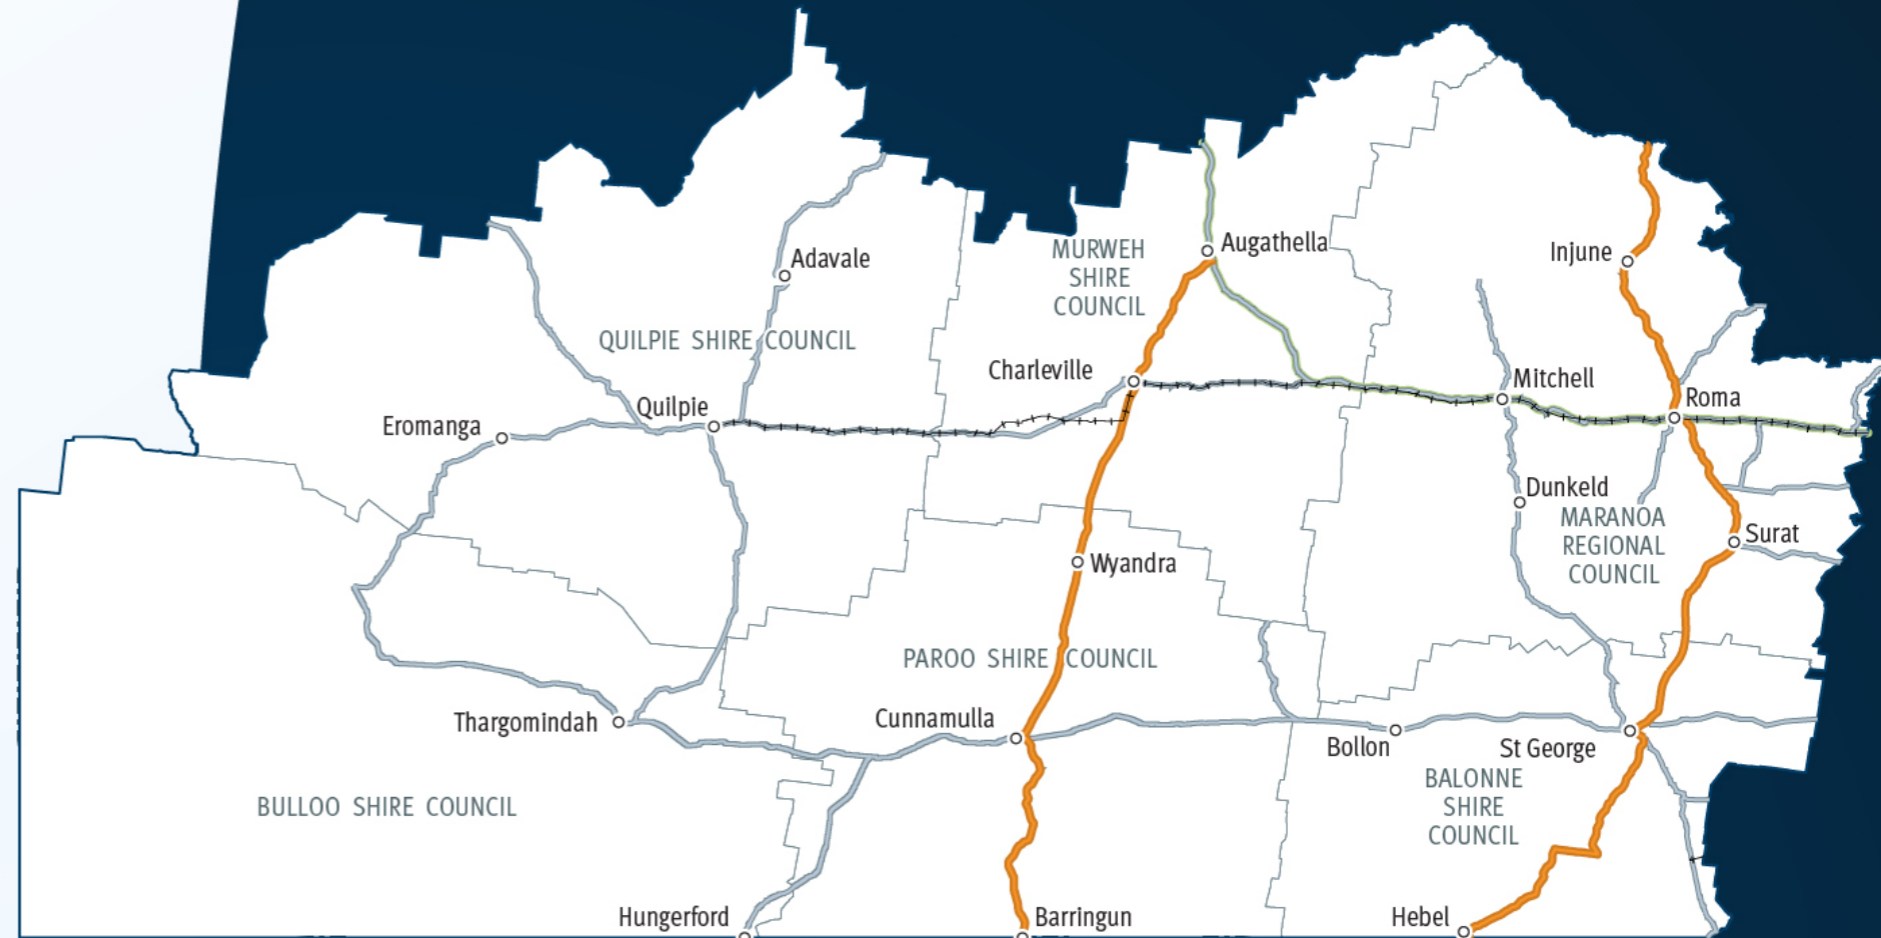 Augathella
MURWEH
SHIRE
COUNCIL
Injune
Adavale
QUILPIE SHIRE COUNCIL
Charleville
Mitchell
Roma
Quilpie
Eromanga
Dunkeld
MARANOA
REGIONAL
COUNCIL
Surat
Wyandra
PAROO SHIRE COUNCIL
Thargomindah
Cunnamulla
Bollon
St George
BALONNE
SHIRE
COUNCIL
BULLOO SHIRE COUNCIL
Hungerford
Barringun
Hebel